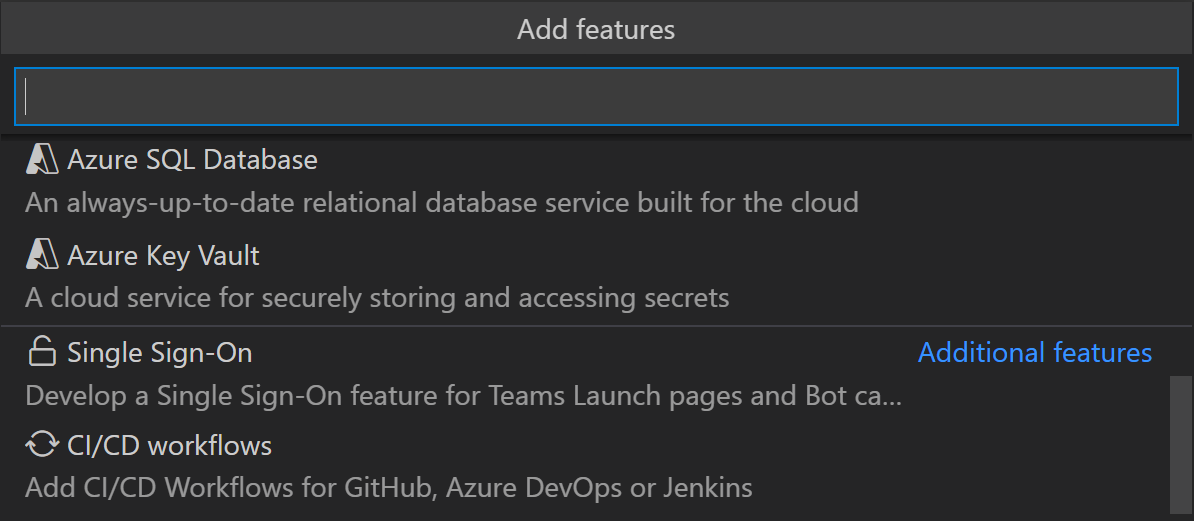 Add features
Azure SQL Database
An always-up-to-date relational database service built for the cloud
Azure Key Vault
A cloud service for securely storing and accessing secrets
Single Sign-On
Additional features
Develop a Single Sign-On feature for Teams Launch pages and Bot ca...
CI/CD workflows
Add CI/CD Workflows for GitHub, Azure DevOps or Jenkins